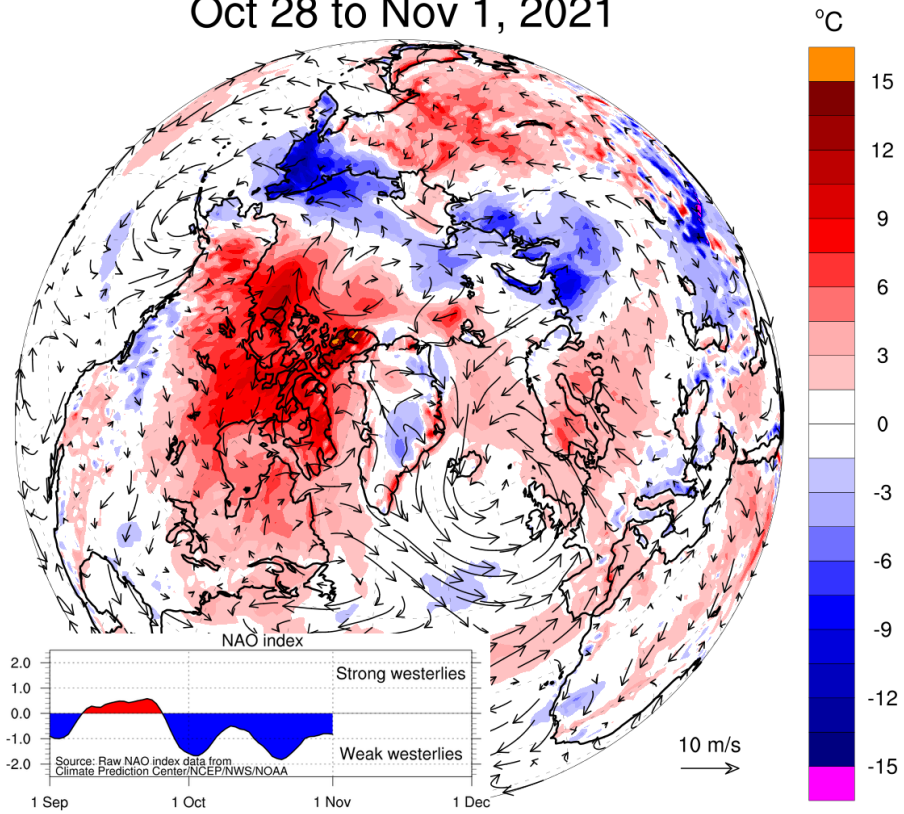 Oct 28 to Nov 1, 2021
°C
15
12
9
6
3
0
-3
-6
-9
-12
-15
10 m/s
NAO index
2.0
1.0
0.0
-1.0
-2.0
Strong westerlies
Weak westerlies
Source: Raw NAO index data from
Climate Prediction Center/NCEP/NWS/NOAA
1 Sep
1 Oct
1 Nov
1 Dec